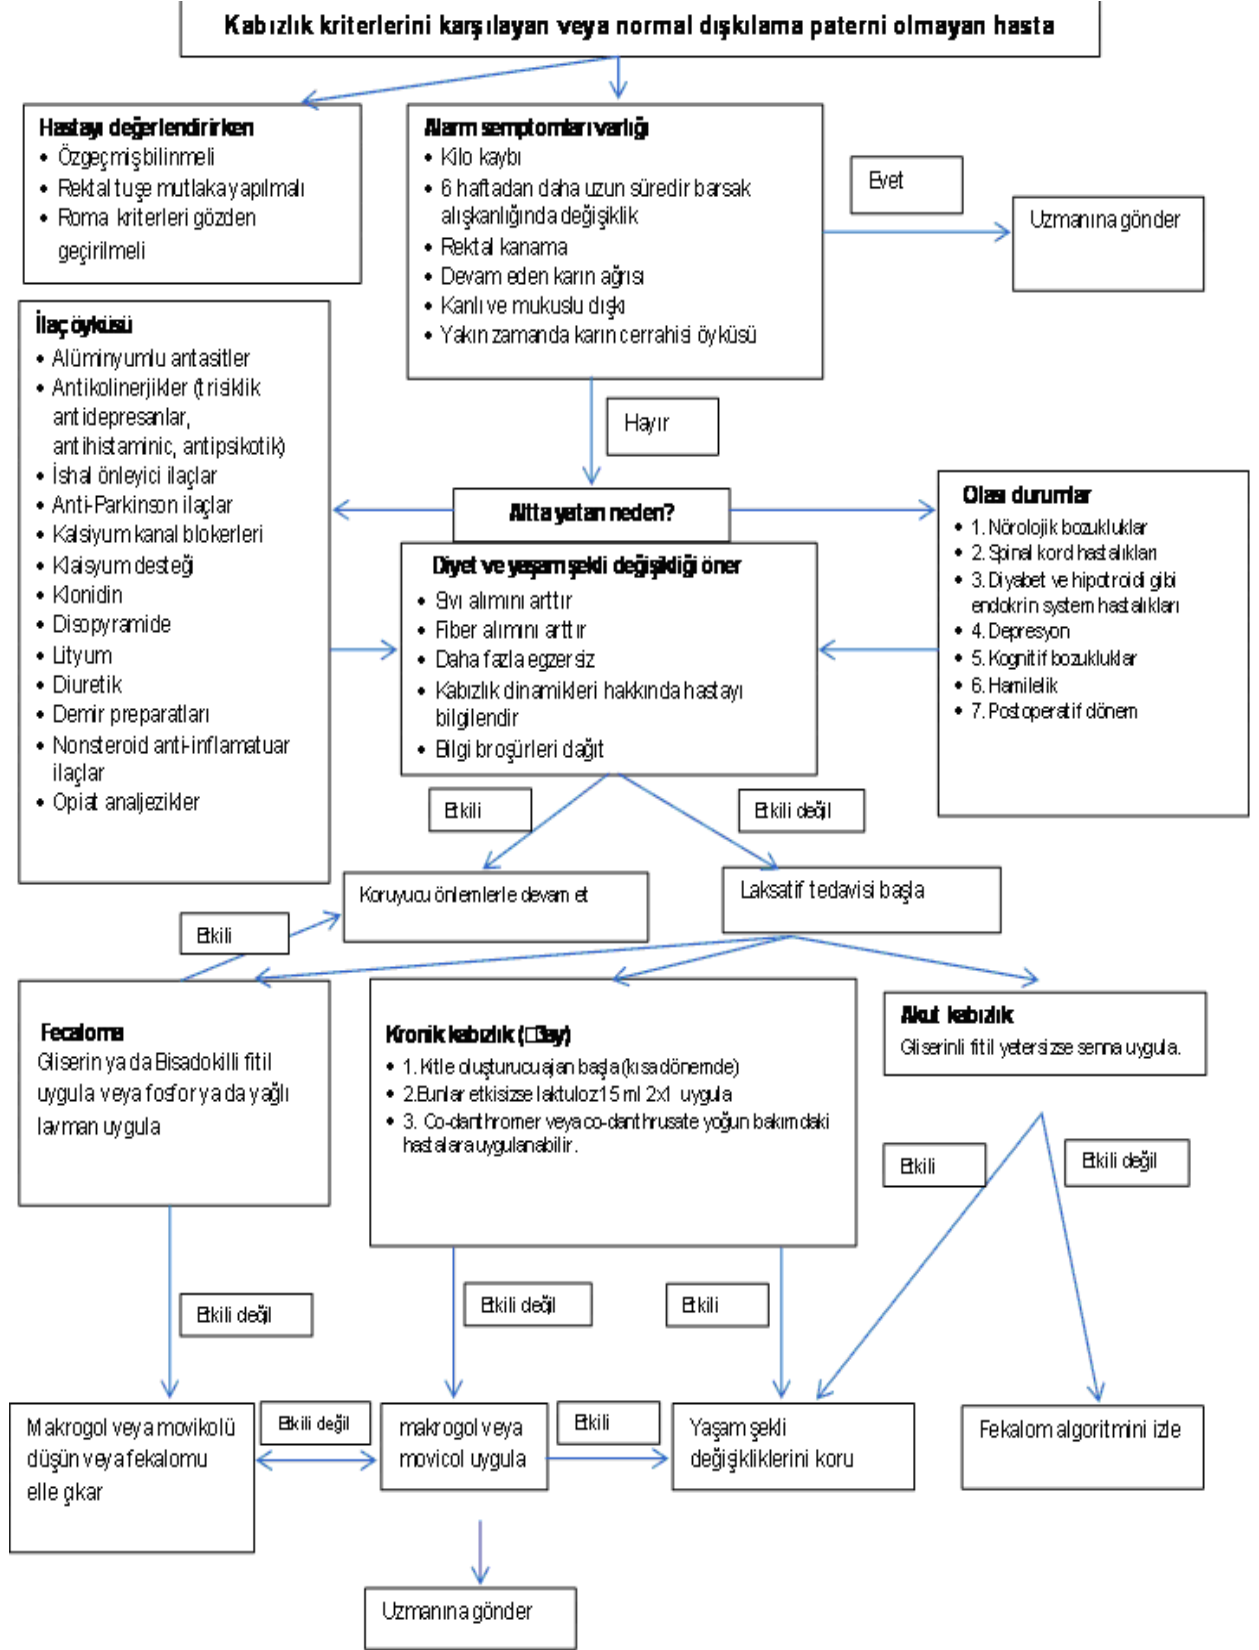 Kabızlık kriterlerini karşılayan veya normal dışkılama paterni olmayan hasta
Hastayı değerlendirirken
• Özgeçmiş bilinmeli
• Rektal tuşe mutlaka yapılmalı
• Roma kriterleri gözden
geçirilmeli
Alarm semptomları varlığı
• Kilo kaybı
• 6 haftadan daha uzun süredir barsak
alışkanlığında değişiklik
• Rektal kanama
• Devam eden karın ağrısı
• Kanlı ve mukuslu dışkı
• Yakın zamanda karın cerrahisi öyküsü
Evet
Uzmanına gönder
İlaç öyküsü
• Alüminyumlu antasitler
• Antikolinerjikler (trisiklik
antidepresanlar,
antihistaminic, antipsikotik)
• İshal önleyici ilaçlar
• Anti-Parkinson ilaçlar
• Kalsiyum kanal blokerleri
• Klaisyum desteği
• Klonidin
• Disopyramide
• Lityum
• Diuretik
• Demir preparatları
• Nonsteroid anti-inflamatuar
ilaçlar
• Opiat analjezikler
Hayır
Altta yatan neden?
Diyet ve yaşam şekli değişikliği öner
• Sıvı alımını arttır
• Fiber alımını arttır
• Daha fazla egzersiz
• Kabızlık dinamikleri hakkında hastayı
bilgilendir
• Bilgi broşürleri dağıt
Olası durumlar
• 1. Nörolojik bozukluklar
• 2. Spinal kord hastalıkları
• 3. Diyabet ve hipotroidi gibi
endokrin system hastalıkları
• 4. Depresyon
• 5. Kognitif bozukluklar
• 6. Hamilelik
• 7. Postoperatif dönem
Etkili
Etkili değil
Koruyucu önlemlerle devam et
Laksatif tedavisi başla
Etkili
Fecaloma
Gliserin ya da Bisadokilli fitil
uygula veya fosfor ya da yağlı
lavman uygula
Kronik kabızlık (□3ay)
• 1. Kitle oluşturucu ajan başla (kısa dönemde)
• 2.Bunlar etkisizse laktuloz 15 ml 2x1 uygula
• 3. Co-danthromer veya co-danthrusate yoğun bakımdaki
hastalara uygulanabilir.
Akut kabızlık
Gliserinli fitil yetersizse senna uygula.
Etkili
Etkili değil
Etkili değil
Etkili değil
Etkili
Makrogol veya movikolü
düşün veya fekalomu
elle çıkar
Etkili değil
makrogol veya
movicol uygula
Etkili
Yaşam şekli
değişikliklerini koru
Fekalom algoritmini izle
Uzmanına gönder